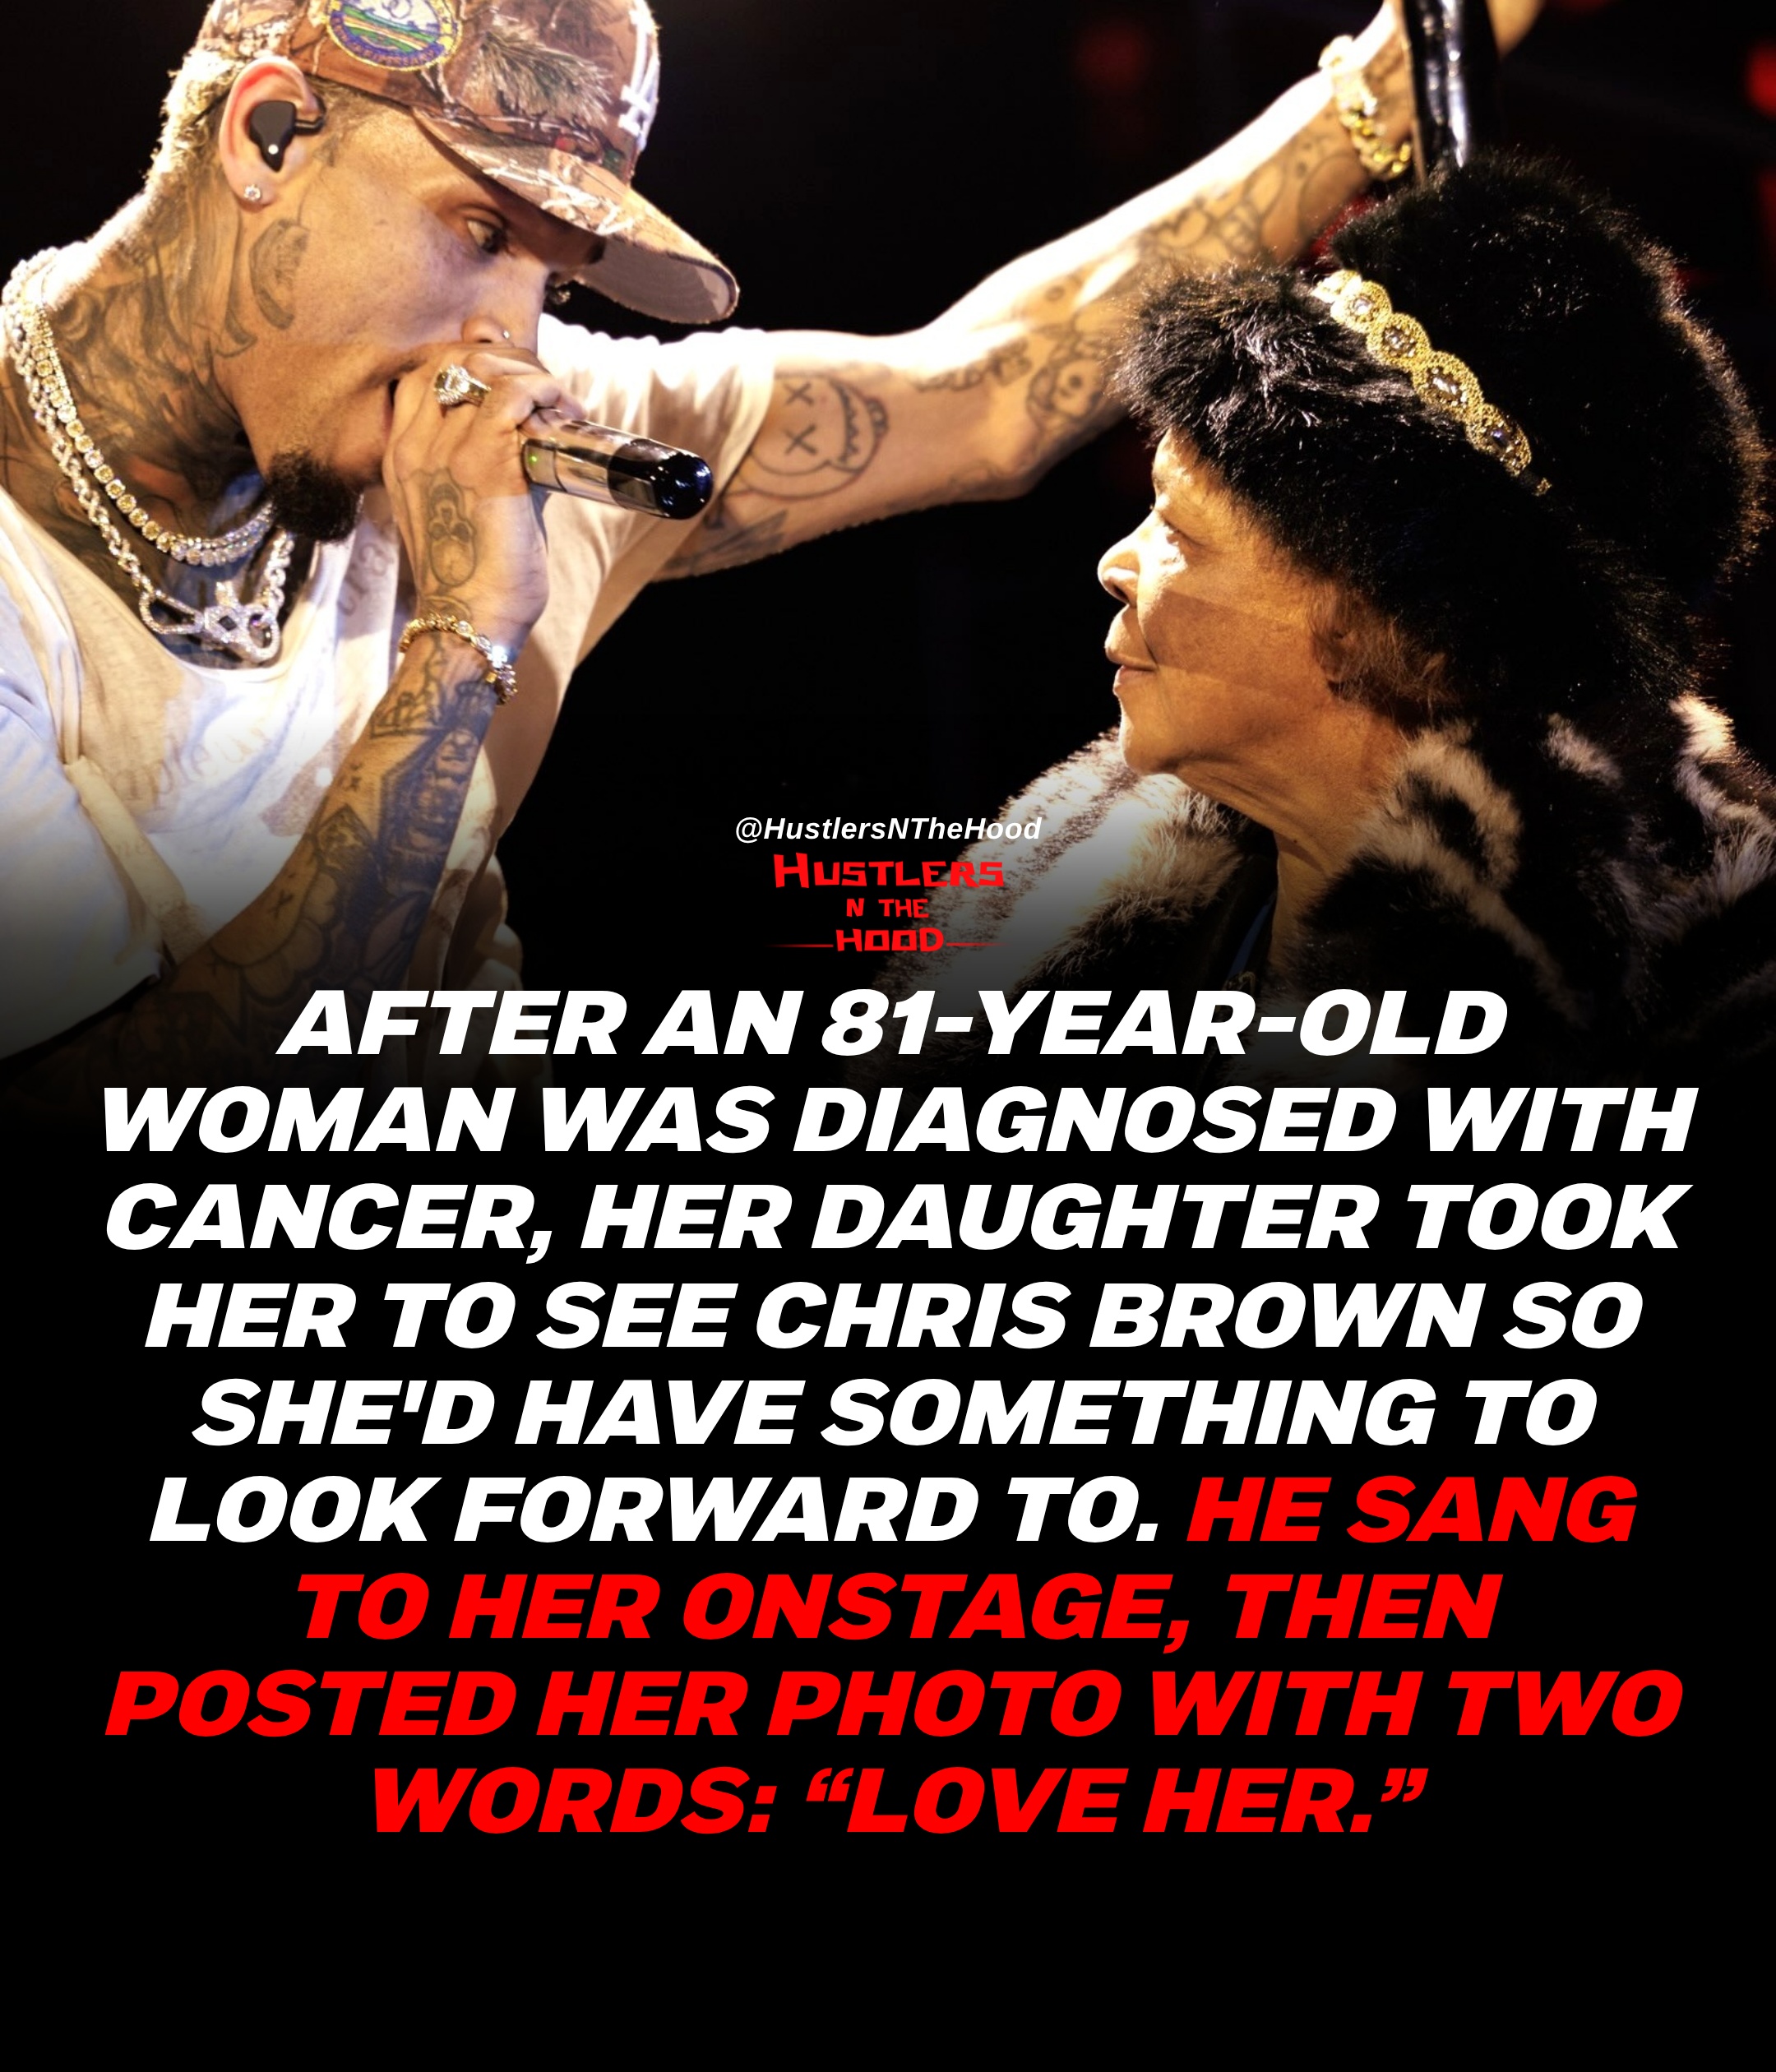 @HustlersNTheHood
HUSTLERS
N THE
HOOD
AFTER AN 81-YEAR-OLD
WOMAN WAS DIAGNOSED WITH
CANCER, HER DAUGHTER TOOK
HER TO SEE CHRIS BROWN SO
SHE'D HAVE SOMETHING TO
LOOK FORWARD TO. HE SANG
TO HER ONSTAGE, THEN
POSTED HER PHOTO WITH TWO
WORDS: “LOVE HER.”